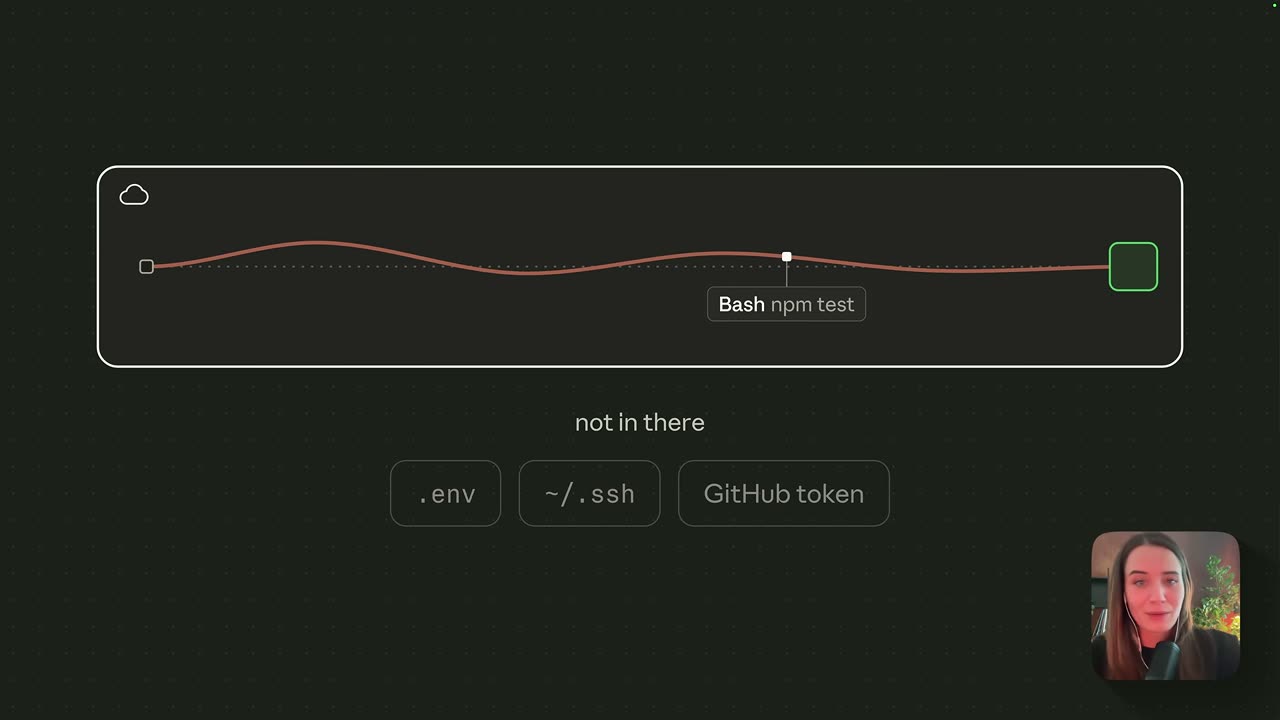 Bash npm test
not in there
.env
~/.ssh
GitHub token